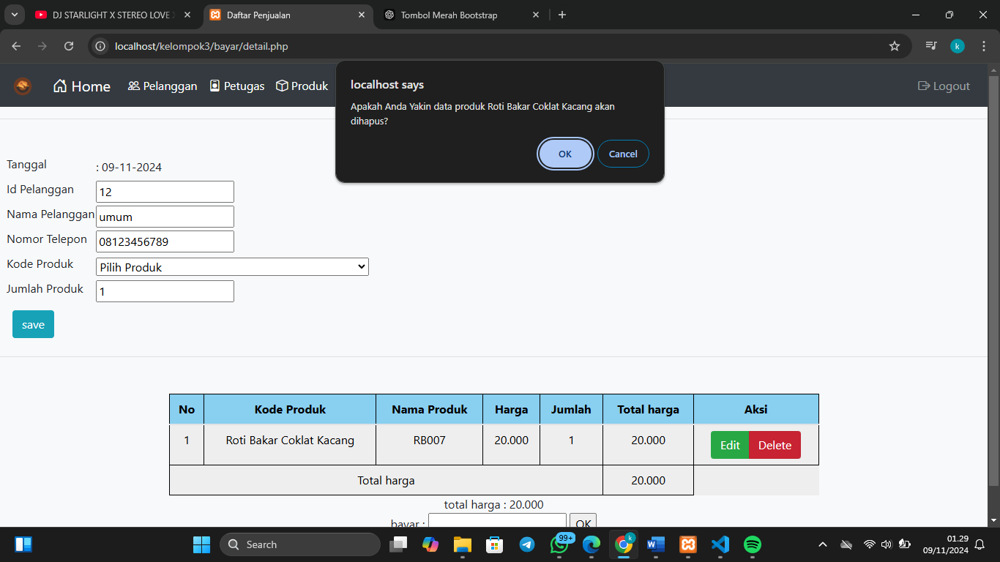 DJ STARLIGHT X STEREO LOVE
Daftar Penjualan
Tombol Merah Bootstrap
localhost/kelompok3/bayar/detail.php
k
Home
Pelanggan
Petugas
Produk
Logout
localhost says
Apakah Anda Yakin data produk Roti Bakar Coklat Kacang akan
dihapus?
OK
Cancel
Tanggal : 09-11-2024
Id Pelanggan 12
Nama Pelanggan umum
Nomor Telepon 08123456789
Kode Produk Pilih Produk
Jumlah Produk 1
save
No Kode Produk Nama Produk Harga Jumlah Total harga Aksi
1 Roti Bakar Coklat Kacang RB007 20.000 1 20.000 Edit Delete
Total harga 20.000
total harga : 20.000
bayar : OK
Search
99+
k
01.29
09/11/2024